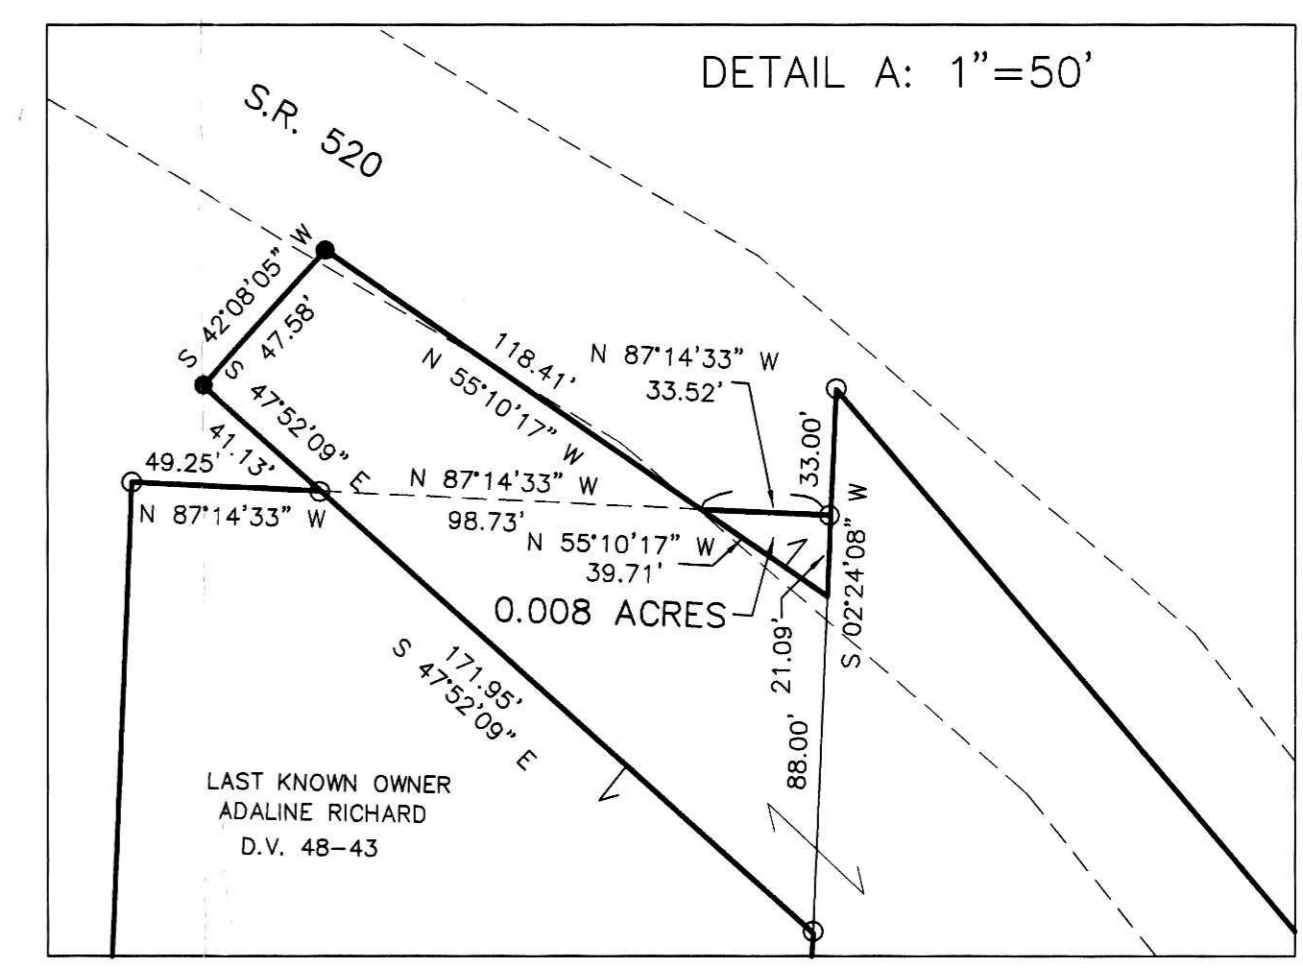 DETAIL A: 1"=50'
S.R. 520
S 42°08'05" W
47.58'
118.41'
N 55°10'17" W
N 87°14'33" W
33.52'
33.00'
S 47°52'09" E
41.13'
49.25'
N 87°14'33" W
N 87°14'33" W
98.73'
N 55°10'17" W
39.71'
0.008 ACRES
21.09'
S 02°24'08" W
88.00'
171.95'
S 47°52'09" E
LAST KNOWN OWNER
ADALINE RICHARD
D.V. 48-43